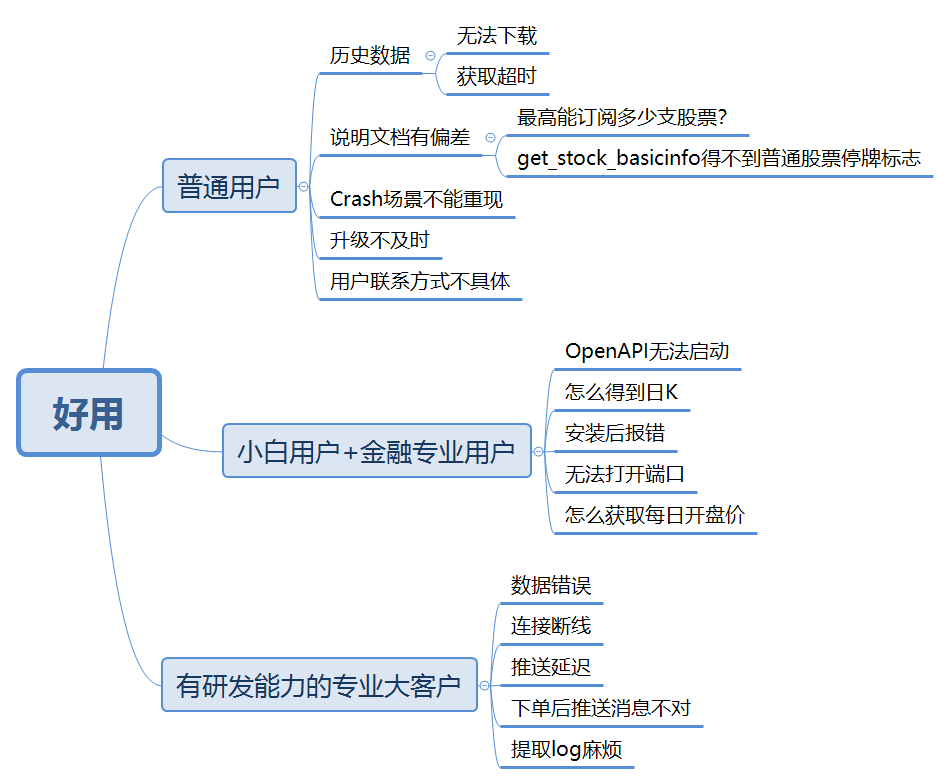 好用
普通用户
历史数据
无法下载
获取超时
说明文档有偏差
最高能订阅多少支股票?
get_stock_basicinfo得不到普通股票停牌标志
Crash场景不能重现
升级不及时
用户联系方式不具体
小白用户+金融专业用户
OpenAPI无法启动
怎么得到日K
安装后报错
无法打开端口
怎么获取每日开盘价
有研发能力的专业大客户
数据错误
连接断线
推送延迟
下单后推送消息不对
提取log麻烦